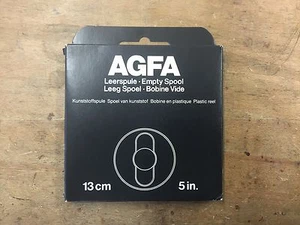 AGFA
Leerspule · Empty Spool
Leeg Spoel · Bobine Vide
Kunststoffspule Spoel van kunststof Bobine en plastique Plastic reel
13 cm 5 in.